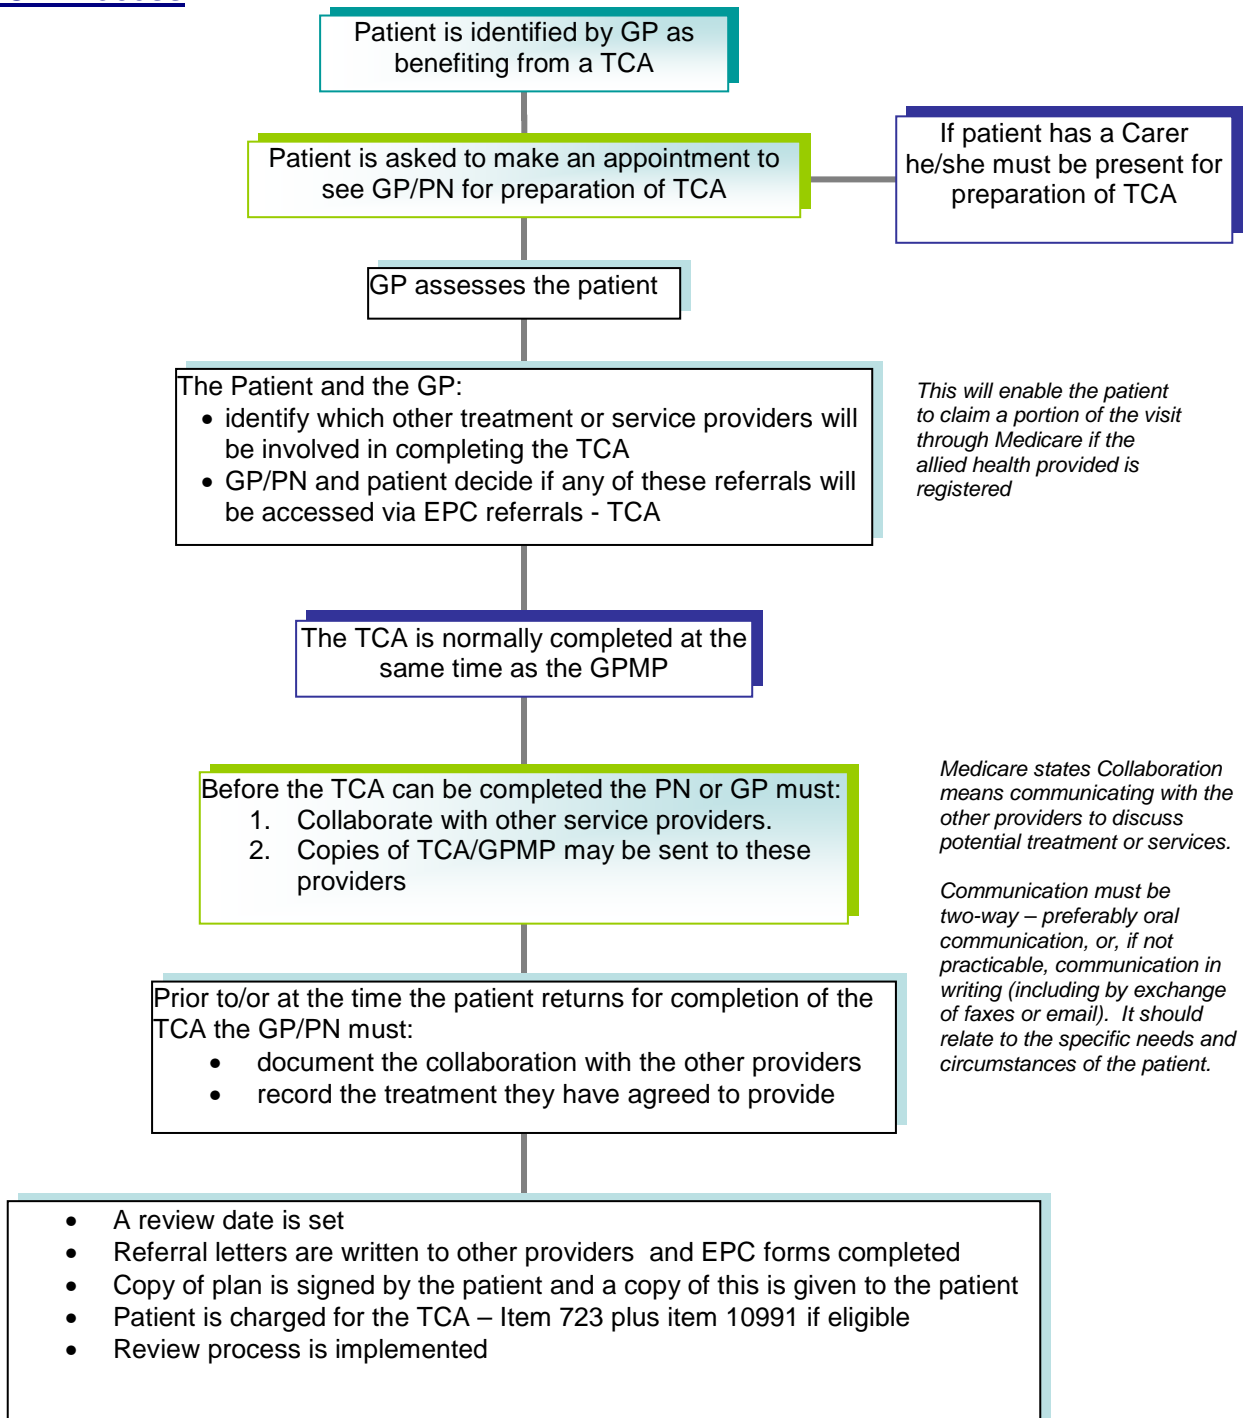 Patient is identified by GP as
benefiting from a TCA
Patient is asked to make an appointment to
see GP/PN for preparation of TCA
If patient has a Carer
he/she must be present for
preparation of TCA
GP assesses the patient
The Patient and the GP:
• identify which other treatment or service providers will
be involved in completing the TCA
• GP/PN and patient decide if any of these referrals will
be accessed via EPC referrals - TCA
This will enable the patient
to claim a portion of the visit
through Medicare if the
allied health provided is
registered
The TCA is normally completed at the
same time as the GPMP
Before the TCA can be completed the PN or GP must:
1. Collaborate with other service providers.
2. Copies of TCA/GPMP may be sent to these
providers
Medicare states Collaboration
means communicating with the
other providers to discuss
potential treatment or services.
Communication must be
two-way – preferably oral
communication, or, if not
practicable, communication in
writing (including by exchange
of faxes or email). It should
relate to the specific needs and
circumstances of the patient.
Prior to/or at the time the patient returns for completion of the
TCA the GP/PN must:
• document the collaboration with the other providers
• record the treatment they have agreed to provide
• A review date is set
• Referral letters are written to other providers and EPC forms completed
• Copy of plan is signed by the patient and a copy of this is given to the patient
• Patient is charged for the TCA – Item 723 plus item 10991 if eligible
• Review process is implemented